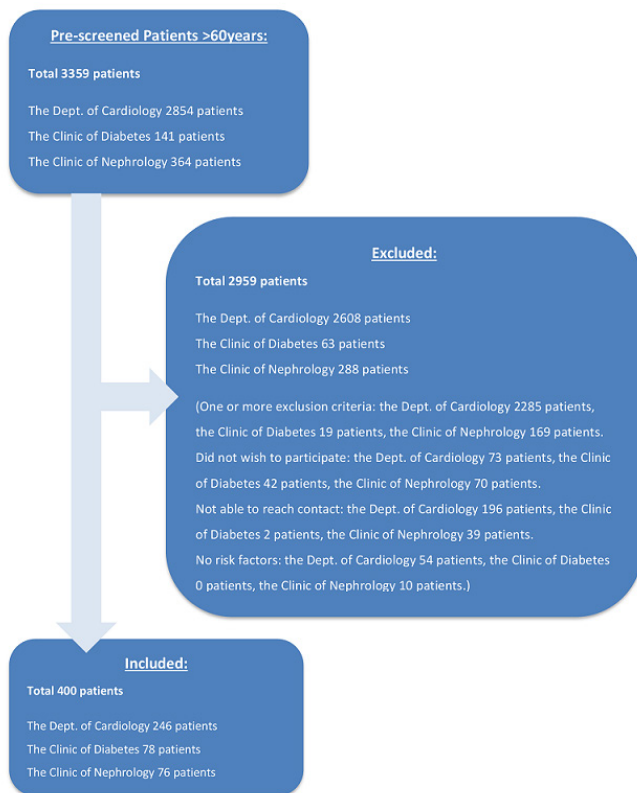 Pre-screened Patients >60years:
Total 3359 patients
The Dept. of Cardiology 2854 patients
The Clinic of Diabetes 141 patients
The Clinic of Nephrology 364 patients
Excluded:
Total 2959 patients
The Dept. of Cardiology 2608 patients
The Clinic of Diabetes 63 patients
The Clinic of Nephrology 288 patients
(One or more exclusion criteria: the Dept. of Cardiology 2285 patients,
the Clinic of Diabetes 19 patients, the Clinic of Nephrology 169 patients.
Did not wish to participate: the Dept. of Cardiology 73 patients, the Clinic
of Diabetes 42 patients, the Clinic of Nephrology 70 patients.
Not able to reach contact: the Dept. of Cardiology 196 patients, the Clinic
of Diabetes 2 patients, the Clinic of Nephrology 39 patients.
No risk factors: the Dept. of Cardiology 54 patients, the Clinic of Diabetes
0 patients, the Clinic of Nephrology 10 patients.)
Included:
Total 400 patients
The Dept. of Cardiology 246 patients
The Clinic of Diabetes 78 patients
The Clinic of Nephrology 76 patients